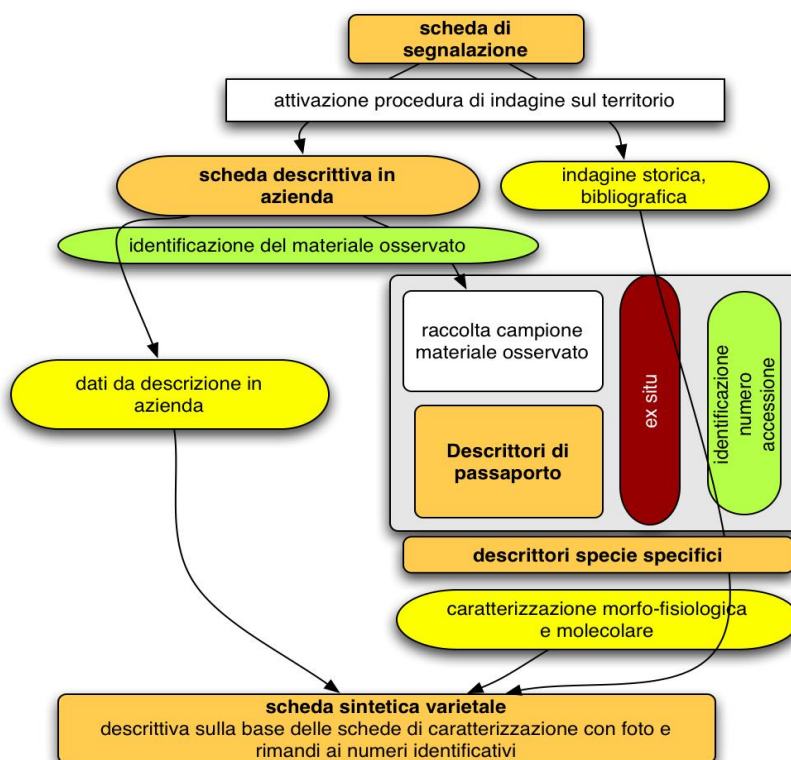 scheda di
segnalazione
attivazione procedura di indagine sul territorio
scheda descrittiva in
azienda
indagine storica,
bibliografica
identificazione del materiale osservato
raccolta campione
materiale osservato
ex situ
identificazione
numero
accessione
dati da descrizione in
azienda
Descrittori di
passaporto
descrittori specie specifici
caratterizzazione morfo-fisiologica
e molecolare
scheda sintetica varietale
descrittiva sulla base delle schede di caratterizzazione con foto e
rimandi ai numeri identificativi